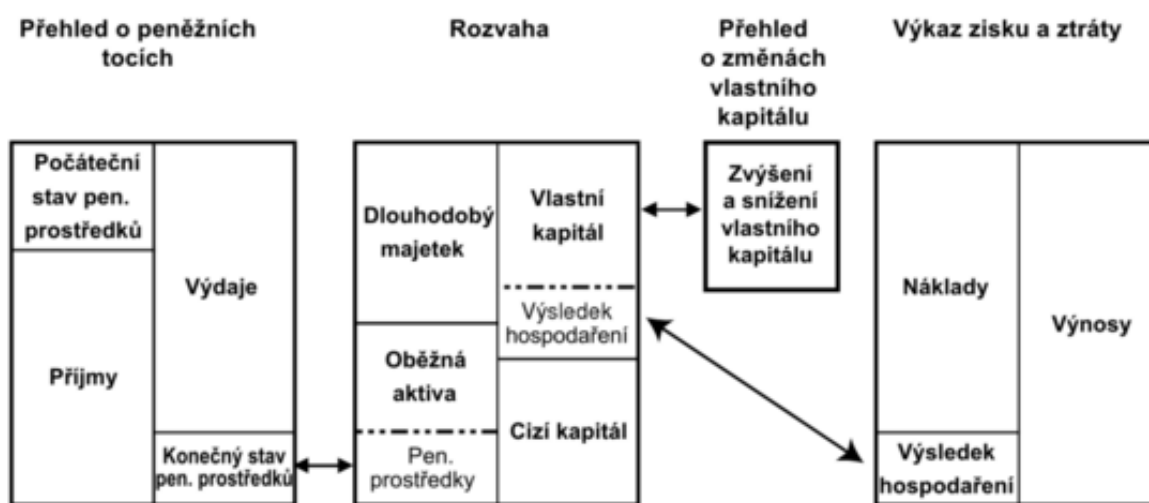 Přehled o peněžních
tocích
Rozvaha
Přehled
o změnách
vlastního
kapitálu
Výkaz zisku a ztráty
Počáteční
stav pen.
prostředků
Příjmy
Výdaje
Konečný stav
pen. prostředků
Dlouhodobý
majetek
Oběžná
aktiva
Pen.
prostředky
Vlastní
kapitál
Výsledek
hospodaření
Cizí kapitál
Zvýšení
a snížení
vlastního
kapitálu
Náklady
Výsledek
hospodaření
Výnosy